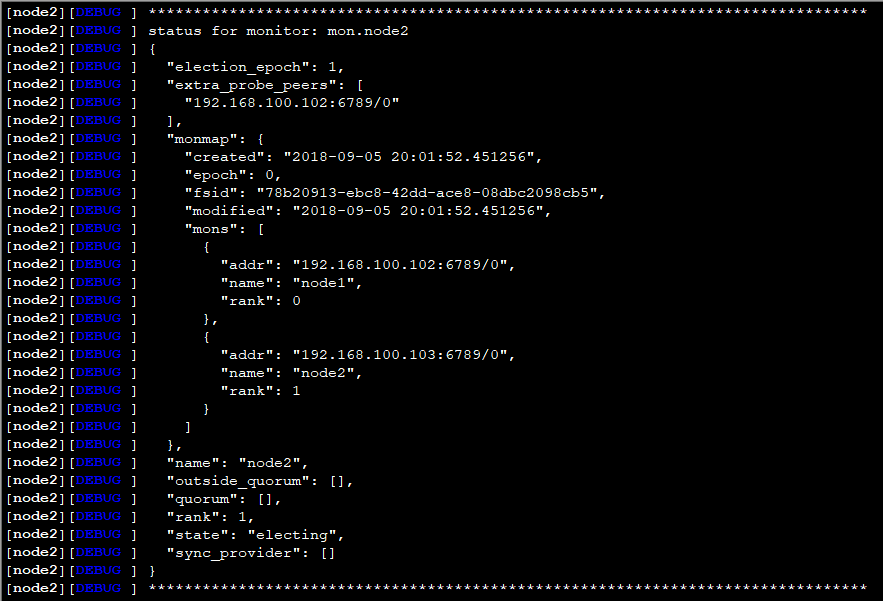 [node2][DEBUG ] ********************************************************************************
[node2][DEBUG ] status for monitor: mon.node2
[node2][DEBUG ] {
[node2][DEBUG ]   "election_epoch": 1,
[node2][DEBUG ]   "extra_probe_peers": [
[node2][DEBUG ]     "192.168.100.102:6789/0"
[node2][DEBUG ]   ],
[node2][DEBUG ]   "monmap": {
[node2][DEBUG ]     "created": "2018-09-05 20:01:52.451256",
[node2][DEBUG ]     "epoch": 0,
[node2][DEBUG ]     "fsid": "78b20913-ebc8-42dd-ace8-08dbc2098cb5",
[node2][DEBUG ]     "modified": "2018-09-05 20:01:52.451256",
[node2][DEBUG ]     "mons": [
[node2][DEBUG ]       {
[node2][DEBUG ]         "addr": "192.168.100.102:6789/0",
[node2][DEBUG ]         "name": "node1",
[node2][DEBUG ]         "rank": 0
[node2][DEBUG ]       },
[node2][DEBUG ]       {
[node2][DEBUG ]         "addr": "192.168.100.103:6789/0",
[node2][DEBUG ]         "name": "node2",
[node2][DEBUG ]         "rank": 1
[node2][DEBUG ]       }
[node2][DEBUG ]     ]
[node2][DEBUG ]   },
[node2][DEBUG ]   "name": "node2",
[node2][DEBUG ]   "outside_quorum": [],
[node2][DEBUG ]   "quorum": [],
[node2][DEBUG ]   "rank": 1,
[node2][DEBUG ]   "state": "electing",
[node2][DEBUG ]   "sync_provider": []
[node2][DEBUG ] }
[node2][DEBUG ] ********************************************************************************